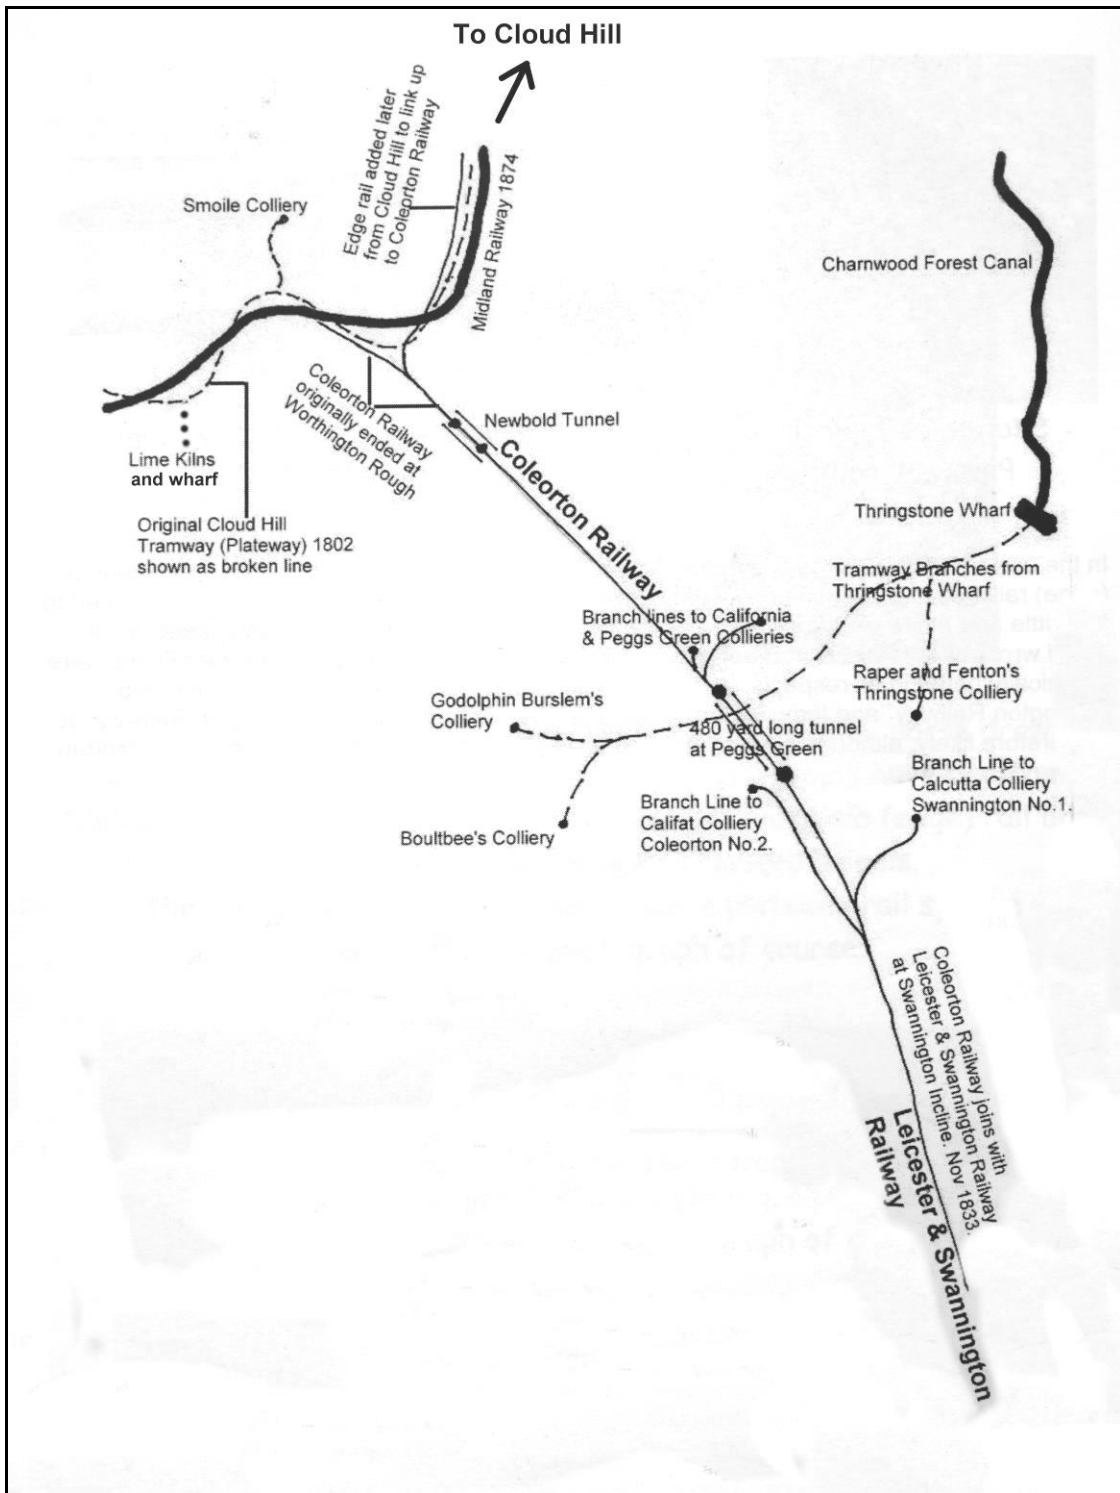 To Cloud Hill
Edge rail added later
from Cloud Hill to link up
to Coleorton Railway
Midland Railway 1874
Smoile Colliery
Charnwood Forest Canal
Coleorton Railway
originally ended at
Worthington Rough
Newbold Tunnel
Lime Kilns
and wharf
Original Cloud Hill
Tramway (Plateway) 1802
shown as broken line
Coleorton Railway
Thringstone Wharf
Tramway Branches from
Thringstone Wharf
Branch lines to California
& Peggs Green Collieries
Raper and Fenton's
Thringstone Colliery
Godolphin Burslem's
Colliery
480 yard long tunnel
at Peggs Green
Branch Line to
Calcutta Colliery
Swannington No.1.
Boultbee's Colliery
Branch Line to
Califat Colliery
Coleorton No.2.
Coleorton Railway joins with
Leicester & Swannington Railway
at Swannington Incline. Nov 1833.
Leicester & Swannington
Railway